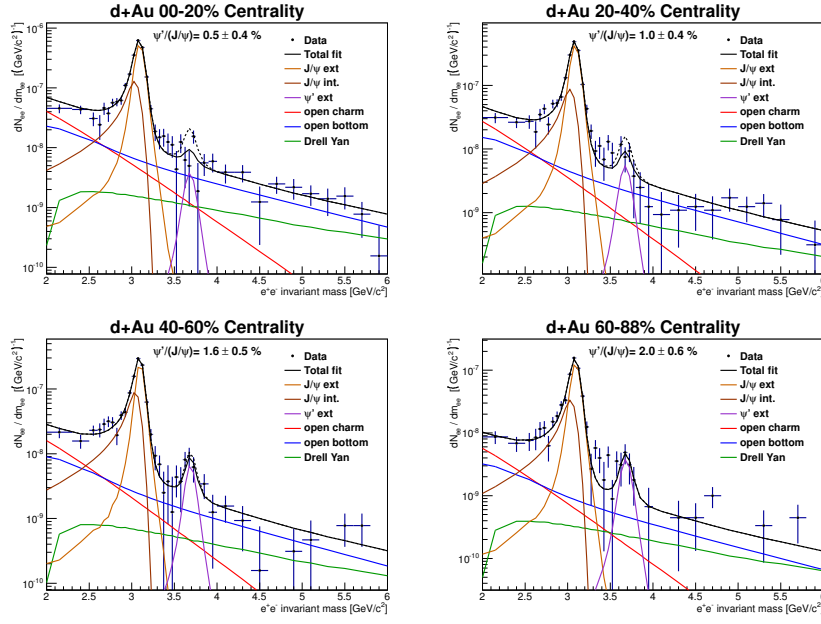 d+Au 00-20% Centrality
ψ'/(J/ψ)= 0.5 ± 0.4 %
dN_ee / dm_ee [(GeV/c²)⁻¹]
10⁻⁶
10⁻⁷
10⁻⁸
10⁻⁹
10⁻¹⁰
Data
Total fit
J/ψ ext
J/ψ int.
ψ' ext
open charm
open bottom
Drell Yan
2 2.5 3 3.5 4 4.5 5 5.5 6
e⁺e⁻ invariant mass [GeV/c²]
d+Au 20-40% Centrality
ψ'/(J/ψ)= 1.0 ± 0.4 %
dN_ee / dm_ee [(GeV/c²)⁻¹]
10⁻⁷
10⁻⁸
10⁻⁹
Data
Total fit
J/ψ ext
J/ψ int.
ψ' ext
open charm
open bottom
Drell Yan
2 2.5 3 3.5 4 4.5 5 5.5 6
e⁺e⁻ invariant mass [GeV/c²]
d+Au 40-60% Centrality
ψ'/(J/ψ)= 1.6 ± 0.5 %
dN_ee / dm_ee [(GeV/c²)⁻¹]
10⁻⁷
10⁻⁸
10⁻⁹
10⁻¹⁰
Data
Total fit
J/ψ ext
J/ψ int.
ψ' ext
open charm
open bottom
Drell Yan
2 2.5 3 3.5 4 4.5 5 5.5 6
e⁺e⁻ invariant mass [GeV/c²]
d+Au 60-88% Centrality
ψ'/(J/ψ)= 2.0 ± 0.6 %
dN_ee / dm_ee [(GeV/c²)⁻¹]
10⁻⁷
10⁻⁸
10⁻⁹
10⁻¹⁰
Data
Total fit
J/ψ ext
J/ψ int.
ψ' ext
open charm
open bottom
Drell Yan
2 2.5 3 3.5 4 4.5 5 5.5 6
e⁺e⁻ invariant mass [GeV/c²]